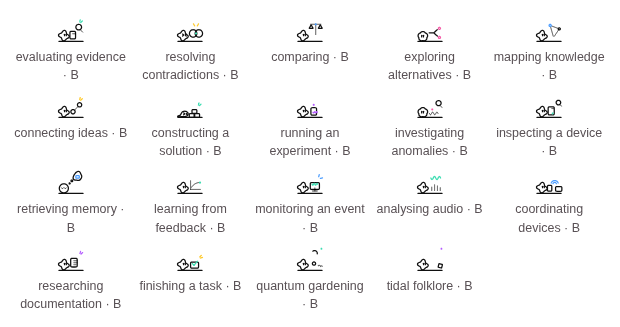 evaluating evidence
· B
resolving
contradictions · B
comparing · B
exploring
alternatives · B
mapping knowledge
· B
connecting ideas · B
constructing a
solution · B
running an
experiment · B
investigating
anomalies · B
inspecting a device
· B
retrieving memory ·
B
learning from
feedback · B
monitoring an event
· B
analysing audio · B
coordinating
devices · B
researching
documentation · B
finishing a task · B
quantum gardening
· B
tidal folklore · B